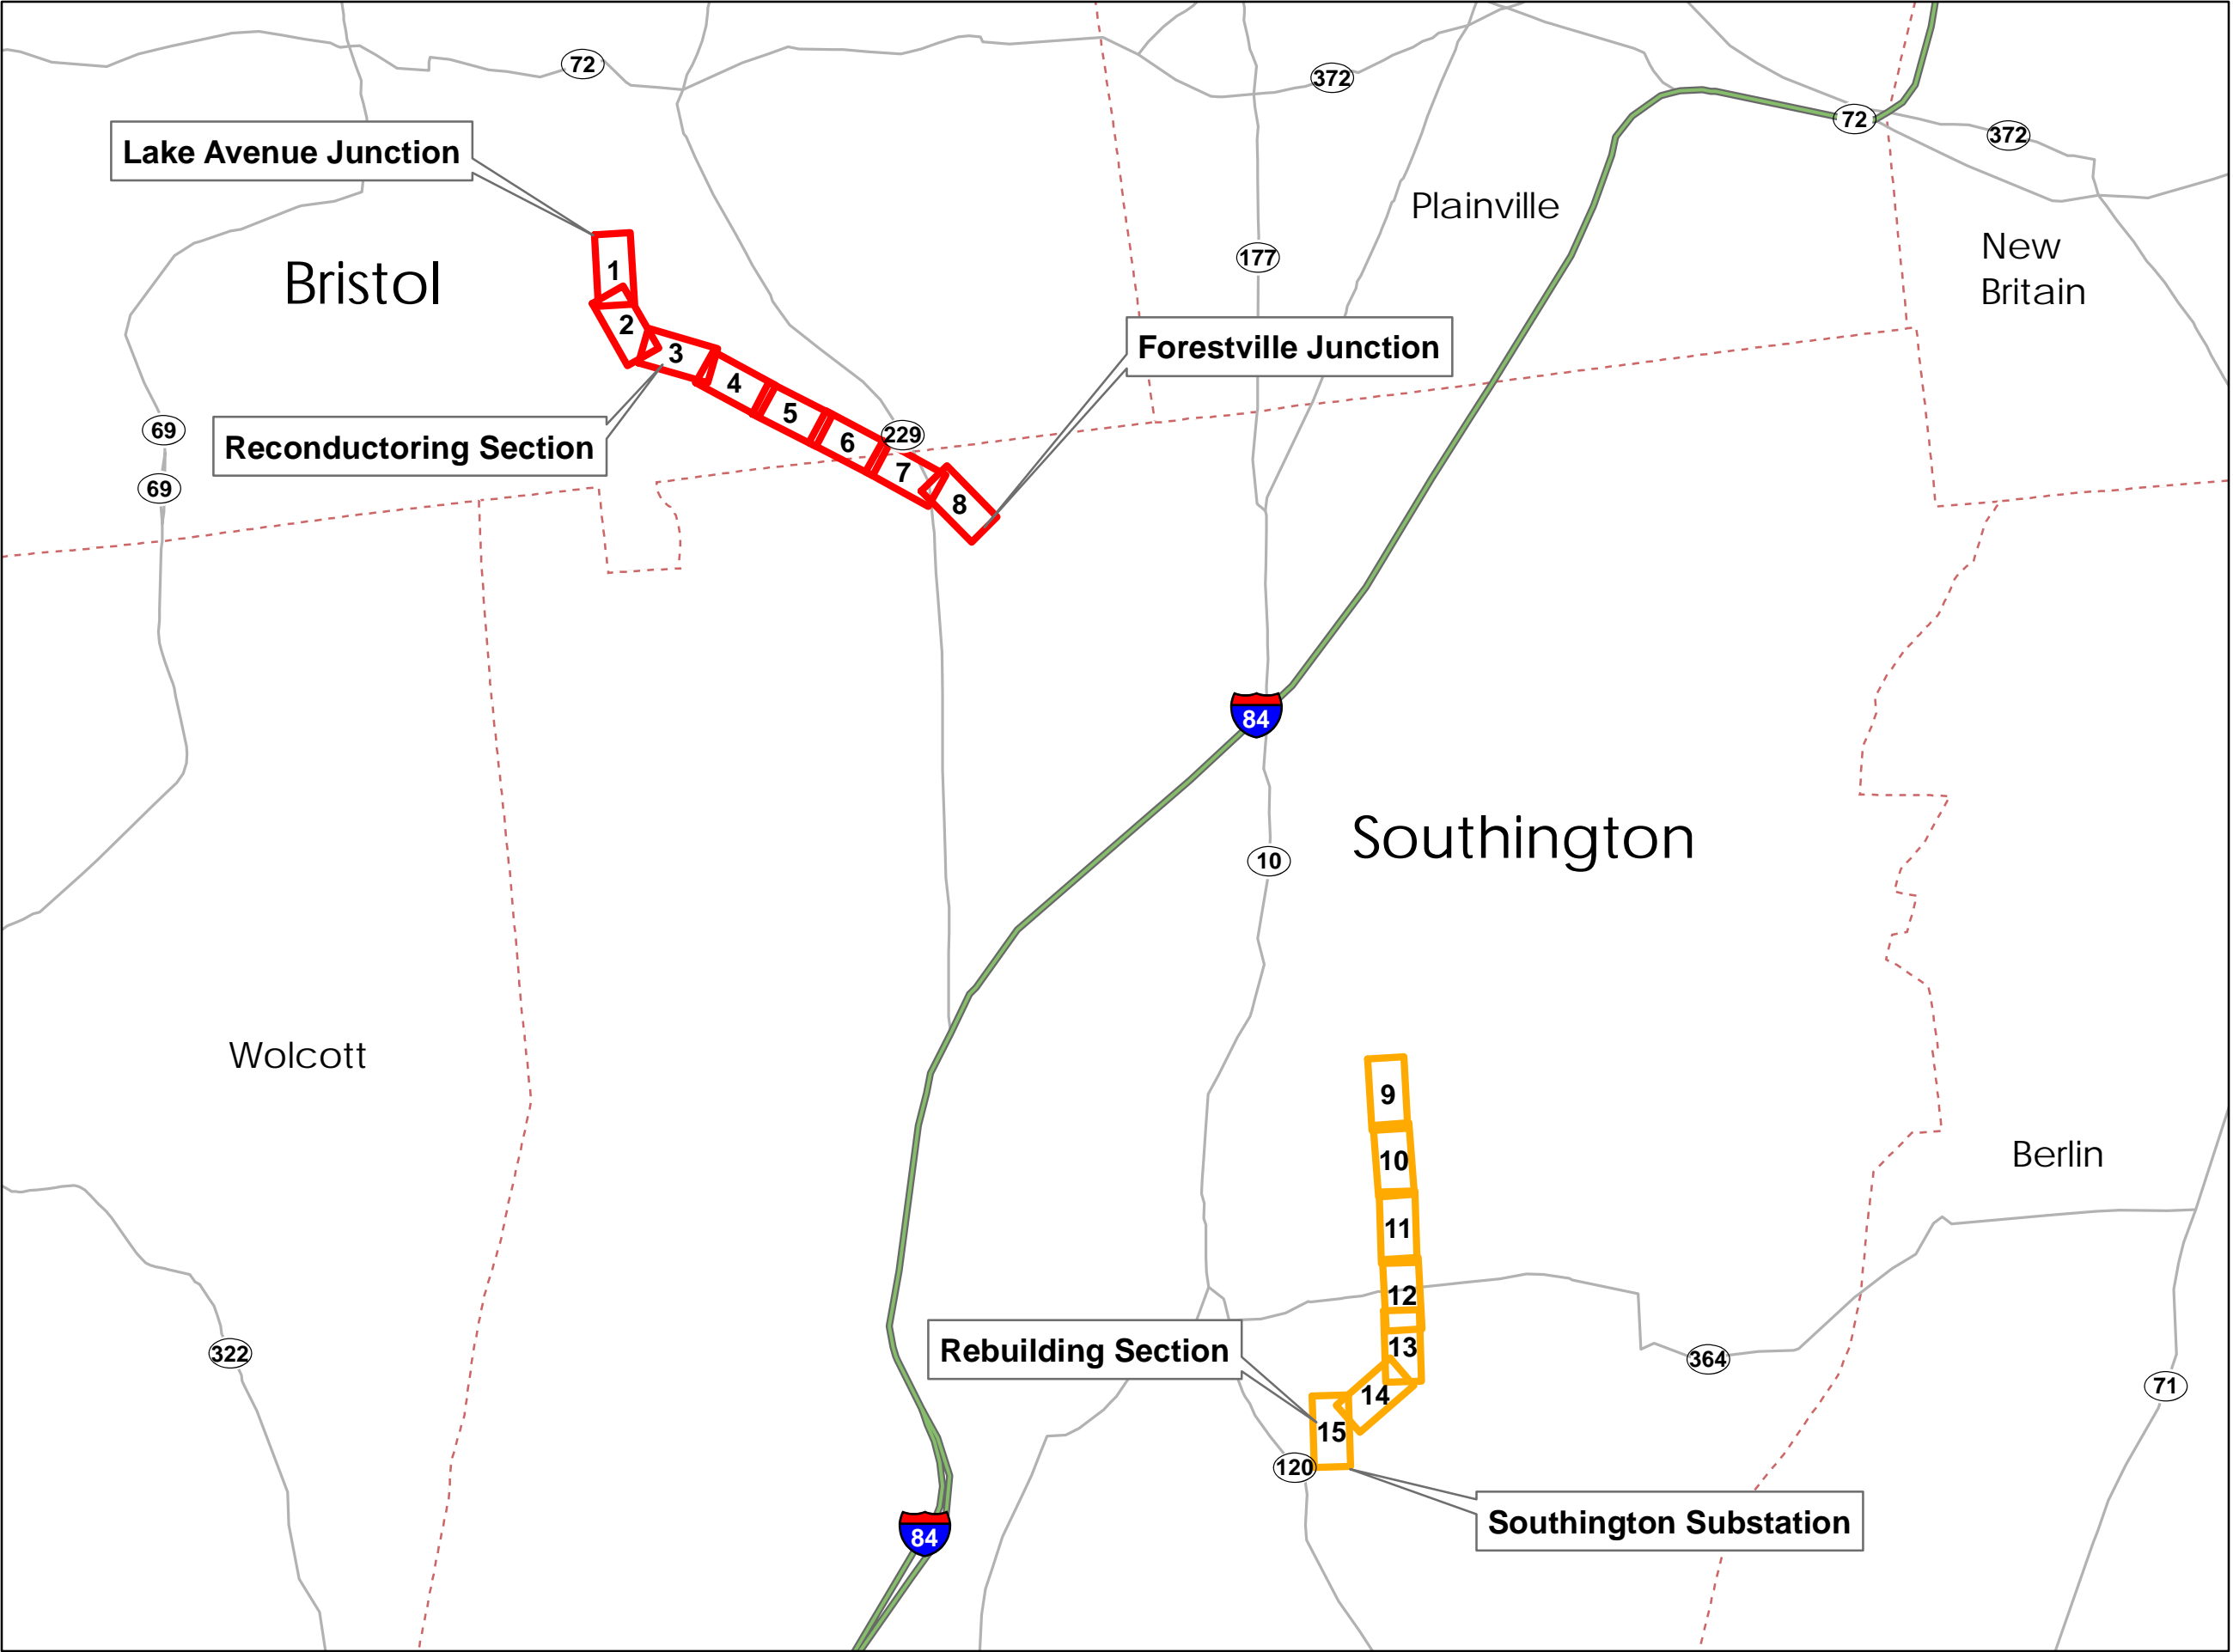 72
372
72
372
Lake Avenue Junction
Plainville
New
Britain
177
Bristol
1
2
3
4
5
6
7
8
Forestville Junction
69
229
Reconductoring Section
69
84
Southington
10
Wolcott
9
10
11
12
13
14
15
Berlin
Rebuilding Section
322
364
71
120
Southington Substation
84